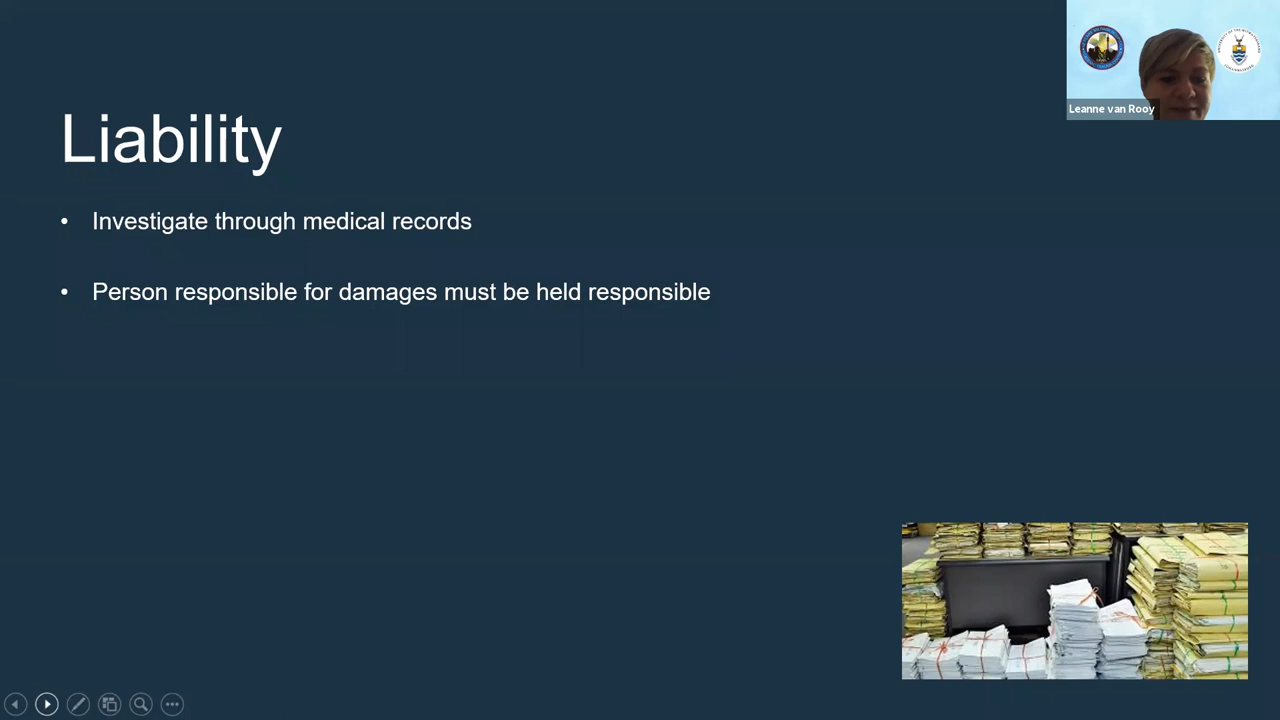 Leanne van Rooy
Liability
• Investigate through medical records
• Person responsible for damages must be held responsible